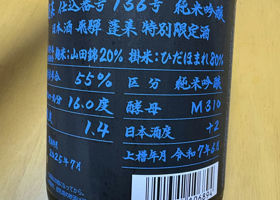 仕込番号 136号 純米吟醸
日本酒 飛騨 蓬莱 特別限定酒
麹米:山田錦20% 掛米:ひだほまれ80%
合 55% 区分 純米吟醸
16.0度 酵母 M310
1.4 日本酒度 +2
2025年7月 上槽年月 令和7年6月